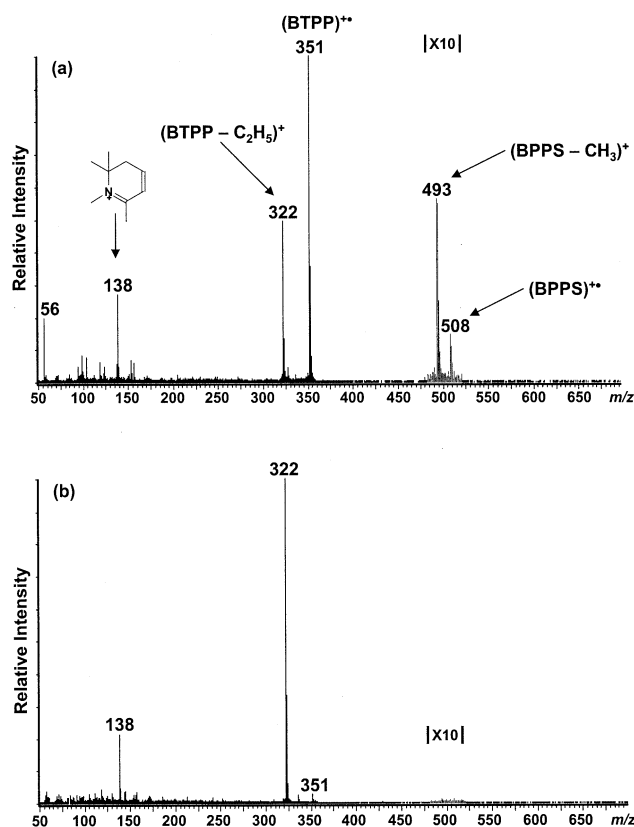 (BTPP)⁺•
351
|X10|
(a)
(BTPP – C₂H₅)⁺
(BPPS – CH₃)⁺
493
322
N
+
138
(BPPS)⁺•
56
508
Relative Intensity
50 100 150 200 250 300 350 400 450 500 550 600 650 m/z
322
(b)
138
|X10|
351
Relative Intensity
50 100 150 200 250 300 350 400 450 500 550 600 650 m/z